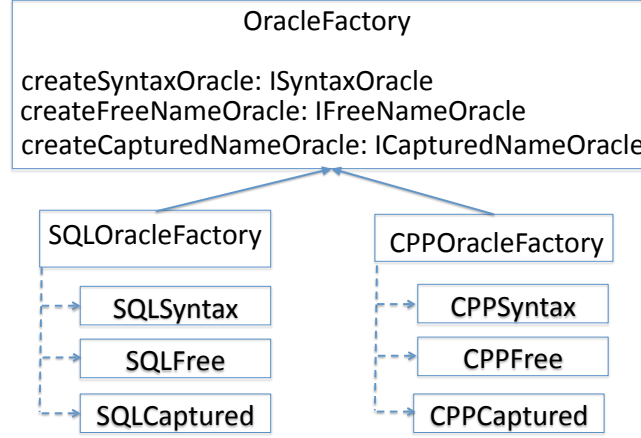 OracleFactory
createSyntaxOracle: ISyntaxOracle
createFreeNameOracle: IFreeNameOracle
createCapturedNameOracle: ICapturedNameOracle
SQLOracleFactory
SQLSyntax
SQLFree
SQLCaptured
CPPOracleFactory
CPPSyntax
CPPFree
CPPCaptured